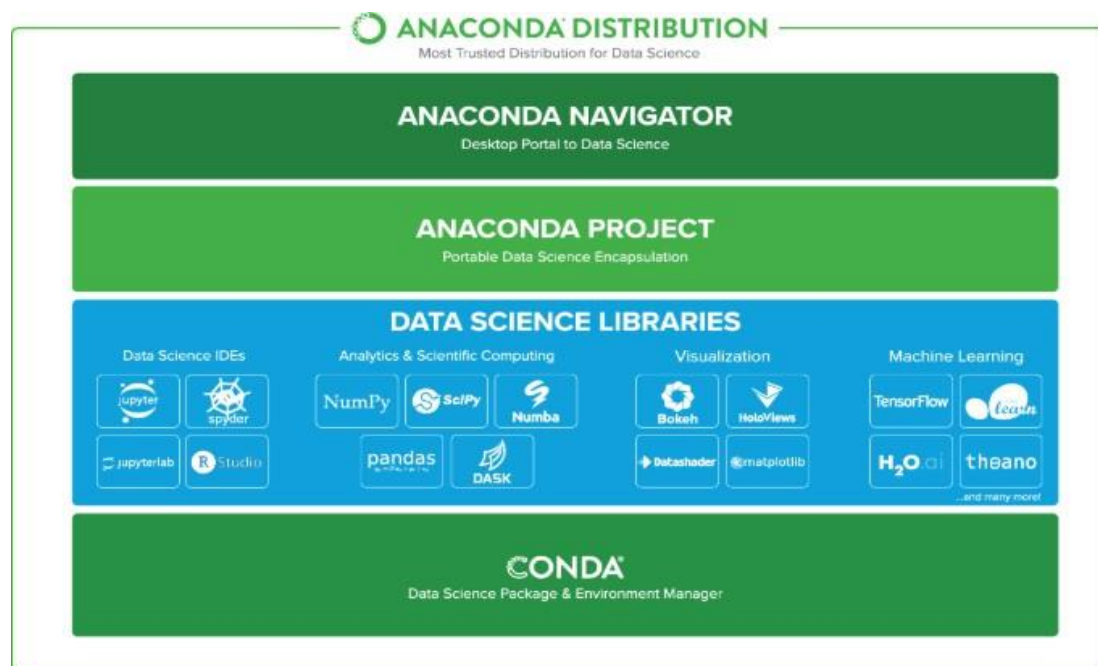 ANACONDA DISTRIBUTION
Most Trusted Distribution for Data Science
ANACONDA NAVIGATOR
Desktop Portal to Data Science
ANACONDA PROJECT
Portable Data Science Encapsulation
DATA SCIENCE LIBRARIES
Data Science IDEs
jupyter
spyder
jupyterlab
R Studio
Analytics & Scientific Computing
NumPy
SciPy
Numba
pandas
DASK
Visualization
Bokeh
HoloViews
Datashader
matplotlib
Machine Learning
TensorFlow
learn
H2O.ai
theano
...and many more!
CONDA
Data Science Package & Environment Manager